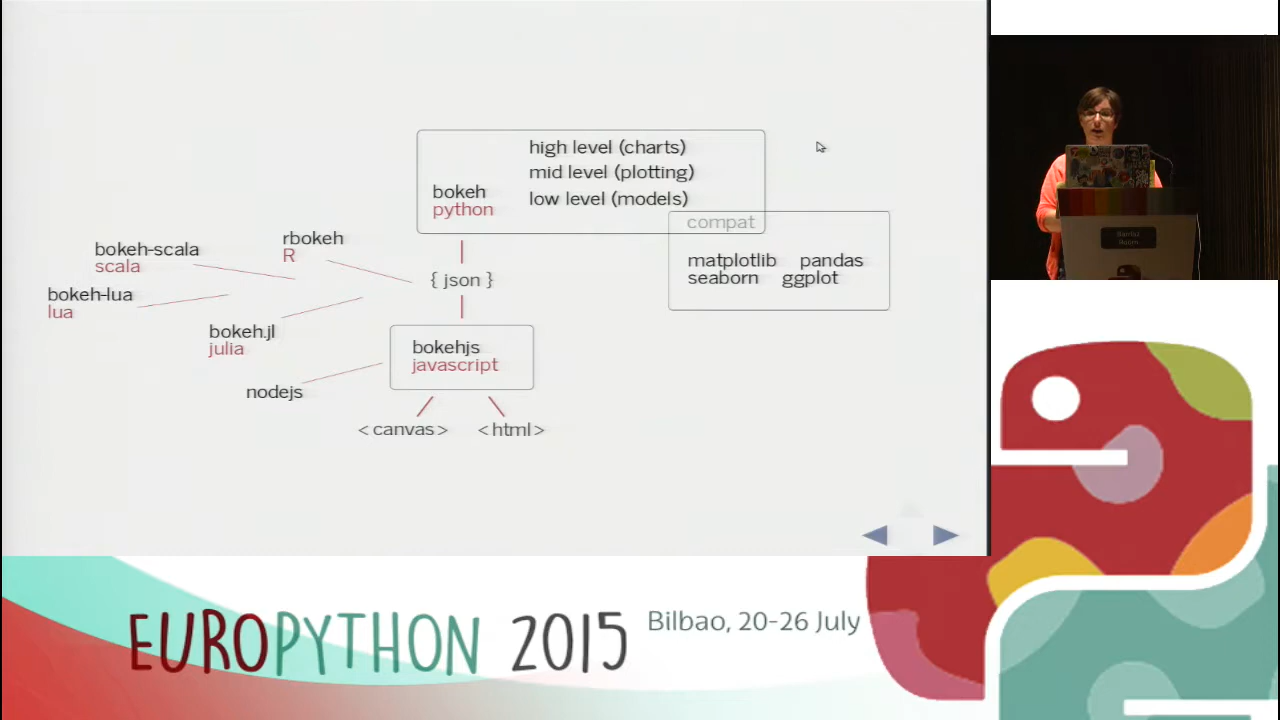 high level (charts)
mid level (plotting)
low level (models)
bokeh
python
compat
matplotlib pandas
seaborn ggplot
rbokeh
R
bokeh-scala
scala
bokeh-lua
lua
bokeh.jl
julia
nodejs
{ json }
bokehjs
javascript
<canvas> <html>
Barria
Room
EUROPYTHON 2015 Bilbao, 20-26 July